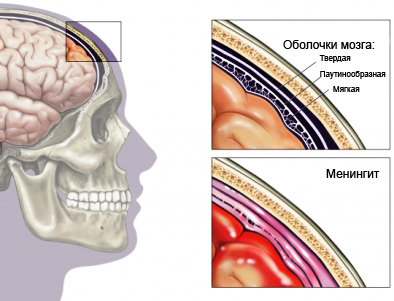 Оболочки мозга:
Твердая
Паутинообразная
Мягкая
Менингит